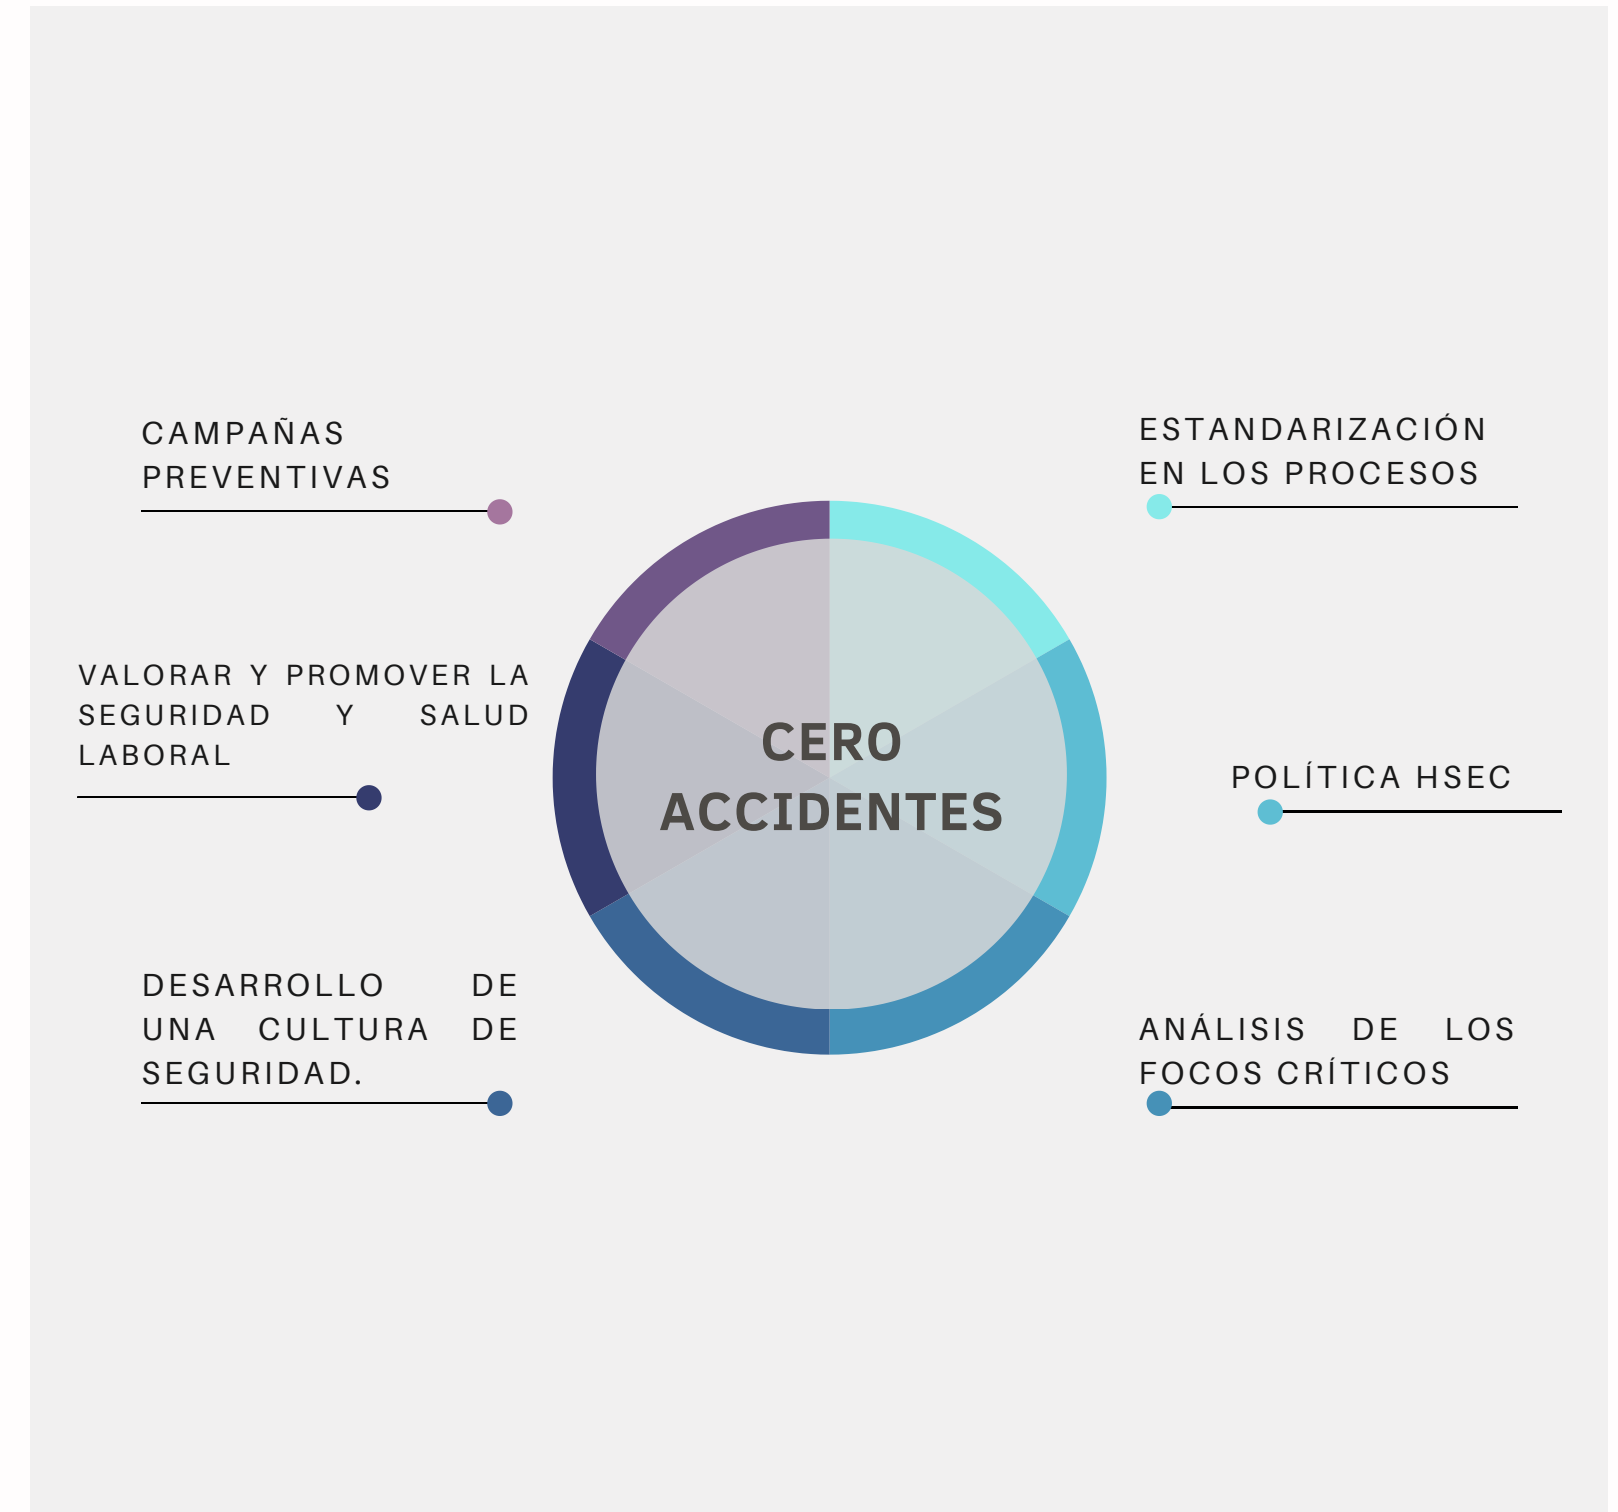 CAMPAÑAS
PREVENTIVAS
VALORAR Y PROMOVER LA
SEGURIDAD Y SALUD
LABORAL
DESARROLLO DE
UNA CULTURA DE
SEGURIDAD.
CERO
ACCIDENTES
ESTANDARIZACIÓN
EN LOS PROCESOS
POLÍTICA HSEC
ANÁLISIS DE LOS
FOCOS CRÍTICOS